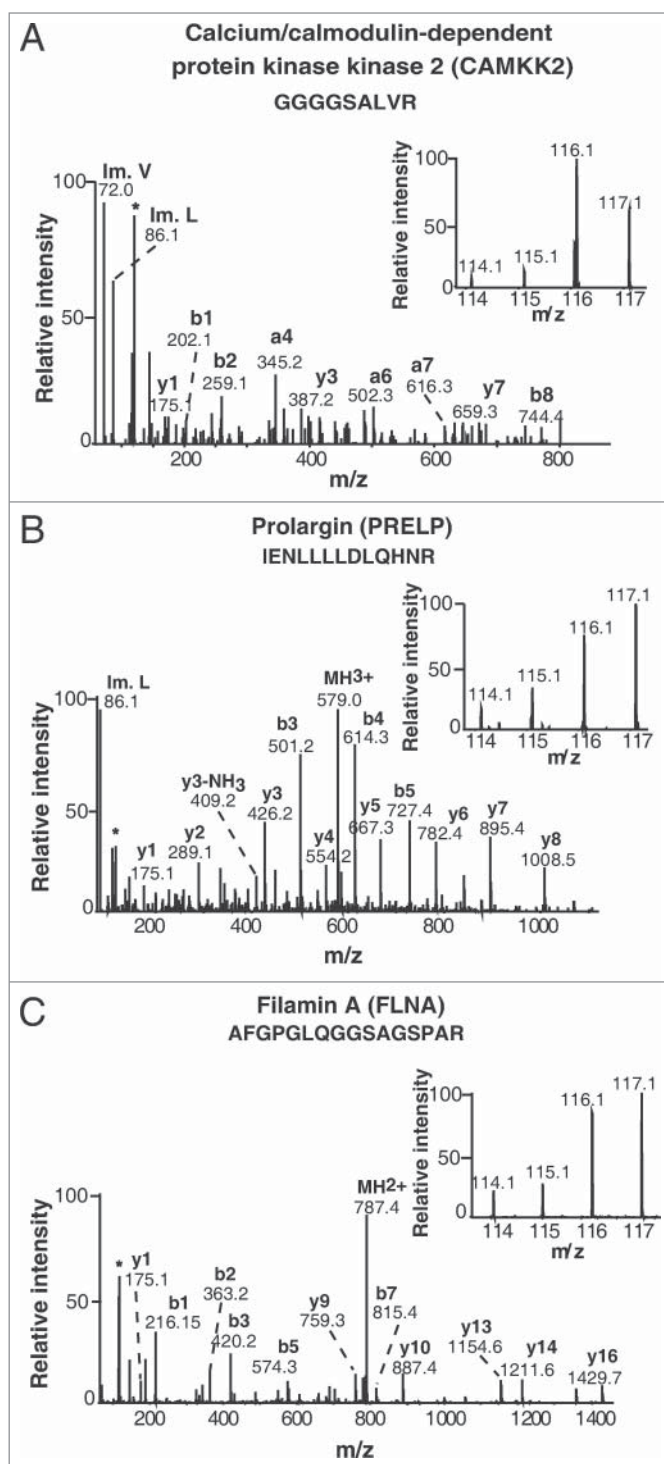 A
Calcium/calmodulin-dependent
protein kinase kinase 2 (CAMKK2)
GGGGSALVR
Relative intensity
100
50
0
Im. V
72.0
*
Im. L
86.1
y1
175.1
b1
202.1
b2
259.1
a4
345.2
y3
387.2
a6
502.3
a7
616.3
y7
659.3
b8
744.4
200
400
600
800
m/z
Relative intensity
100
50
0
114.1
115.1
116.1
117.1
114
115
116
117
m/z
B
Prolargin (PRELP)
IENLLLLDLQHNR
Relative intensity
100
50
0
Im. L
86.1
*
y1
175.1
y2
289.1
y3-NH3
409.2
y3
426.2
b3
501.2
y4
554.2
MH3+
579.0
b4
614.3
y5
667.3
b5
727.4
y6
782.4
y7
895.4
y8
1008.5
200
400
600
800
1000
m/z
Relative intensity
100
50
0
114.1
115.1
116.1
117.1
114
115
116
117
m/z
C
Filamin A (FLNA)
AFGPGLQGGSAGSPAR
Relative intensity
100
50
0
*
y1
175.1
b1
216.15
b2
363.2
b3
420.2
b5
574.3
y9
759.3
MH2+
787.4
b7
815.4
y10
887.4
y13
1154.6
y14
1211.6
y16
1429.7
200
400
600
800
1000
1200
1400
m/z
Relative intensity
100
50
0
114.1
115.1
116.1
117.1
114
115
116
117
m/z